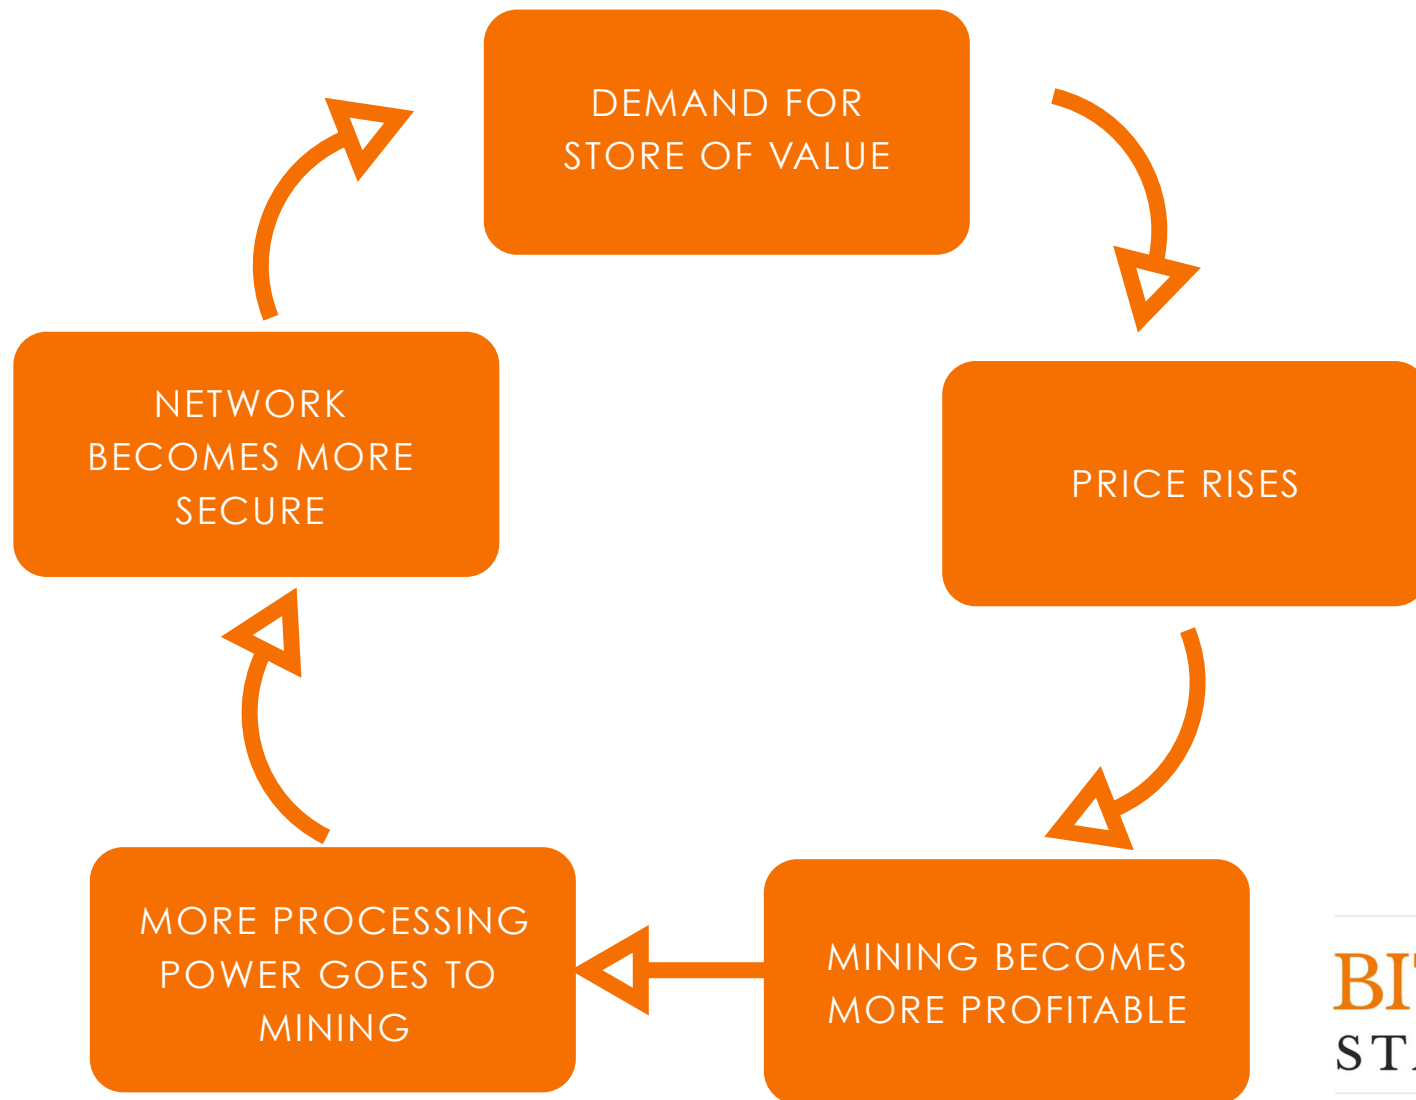 DEMAND FOR
STORE OF VALUE
PRICE RISES
MINING BECOMES
MORE PROFITABLE
MORE PROCESSING
POWER GOES TO
MINING
NETWORK
BECOMES MORE
SECURE